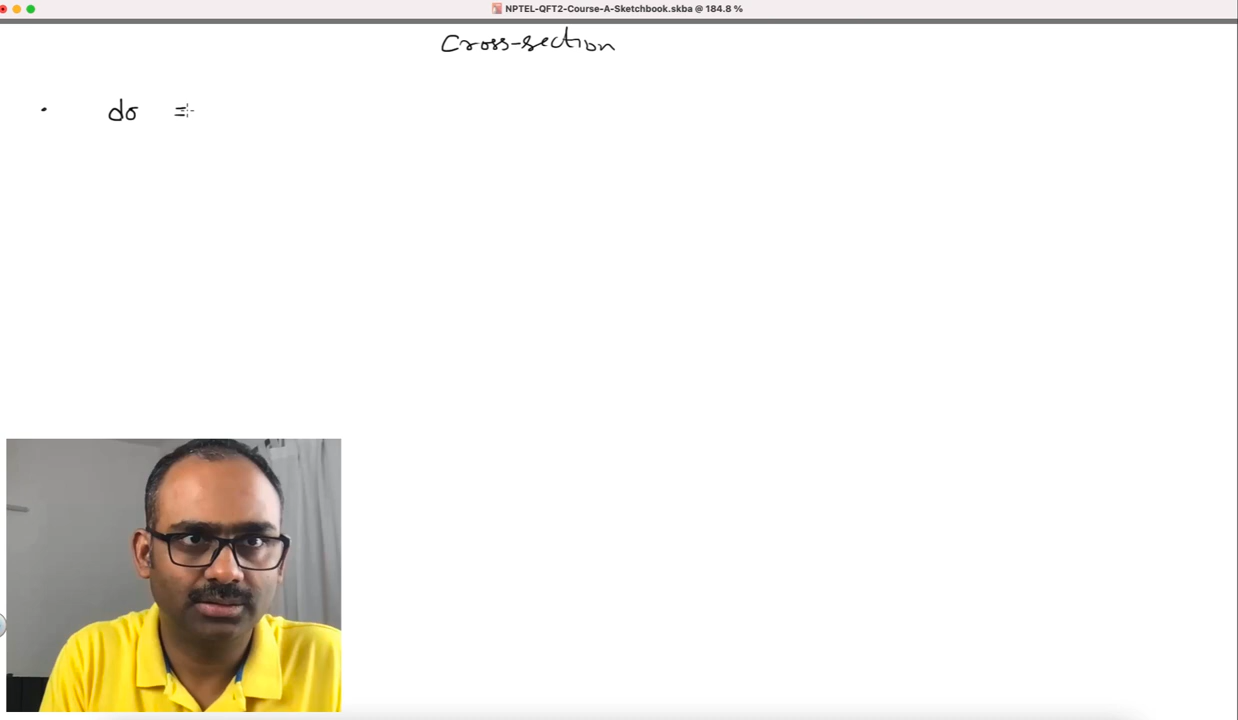 NPTEL-QFT2-Course-A-Sketchbook.skba @ 184.8 %
Cross-section
• dσ =